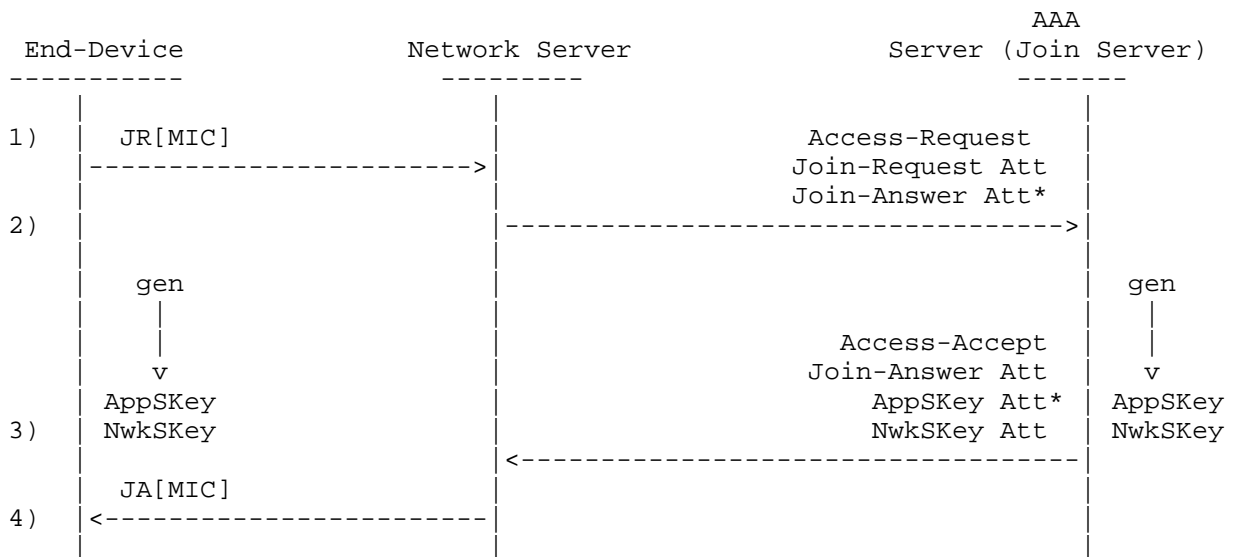 AAA
End-Device Network Server Server (Join Server)
----------- --------- -------
1) JR[MIC] Access-Request
Join-Request Att
Join-Answer Att*
2)
gen gen
Access-Accept
v Join-Answer Att v
AppSKey AppSKey Att* AppSKey
3) NwkSKey NwkSKey Att NwkSKey
JA[MIC]
4)